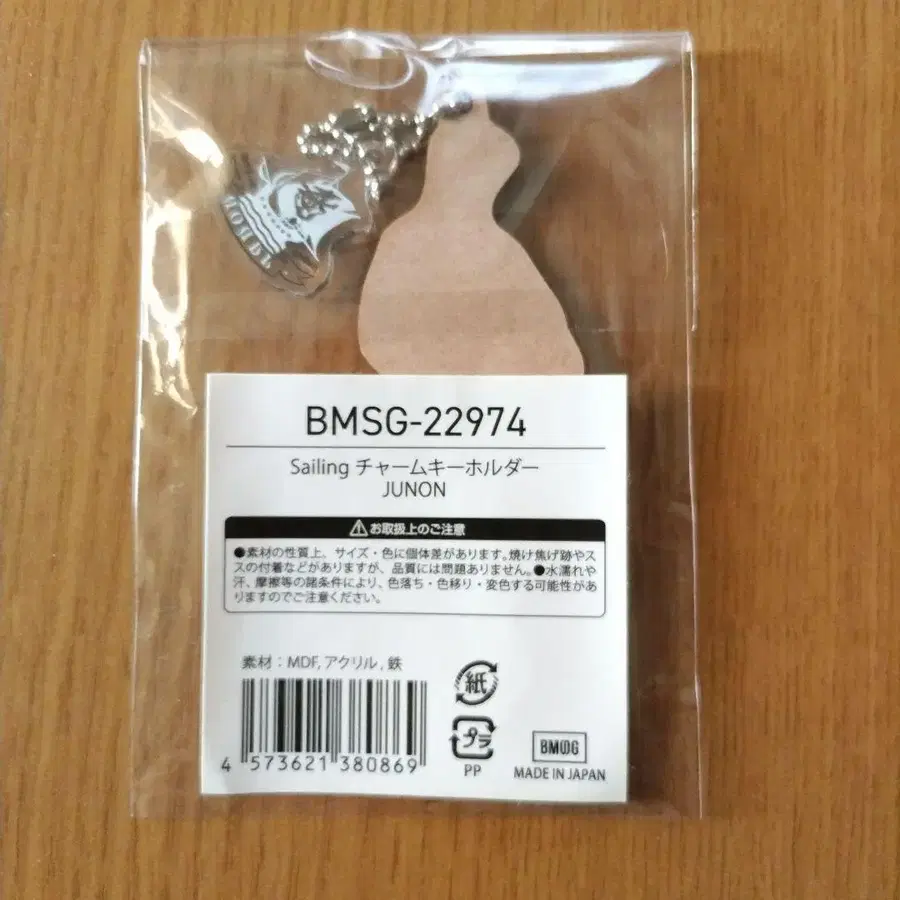 BMSG-22974
Sailing チャームキーホルダー
JUNON
お取扱上のご注意
●素材の性質上、サイズ・色に個体差があります。焼け焦げ跡やス
スの付着などがありますが、品質には問題ありません。●水濡れや
汗、摩擦等の諸条件により、色落ち・色移り・変色する可能性があ
りますのでご注意ください。
素材：MDF, アクリル, 鉄
4 573621 380869
紙
プラ
PP
BMSG
MADE IN JAPAN